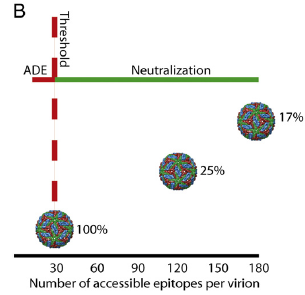 B
Threshold
ADE
Neutralization
17%
25%
100%
30 60 90 120 150 180
Number of accessible epitopes per virion